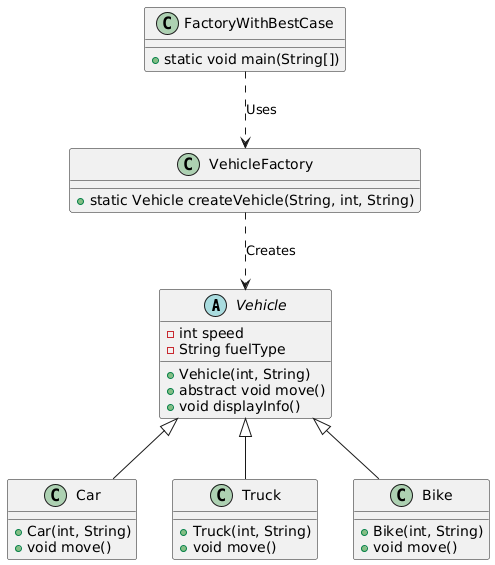 C FactoryWithBestCase
static void main(String[])
Uses
C VehicleFactory
static Vehicle createVehicle(String, int, String)
Creates
A Vehicle
int speed
String fuelType
Vehicle(int, String)
abstract void move()
void displayInfo()
C Car
Car(int, String)
void move()
C Truck
Truck(int, String)
void move()
C Bike
Bike(int, String)
void move()